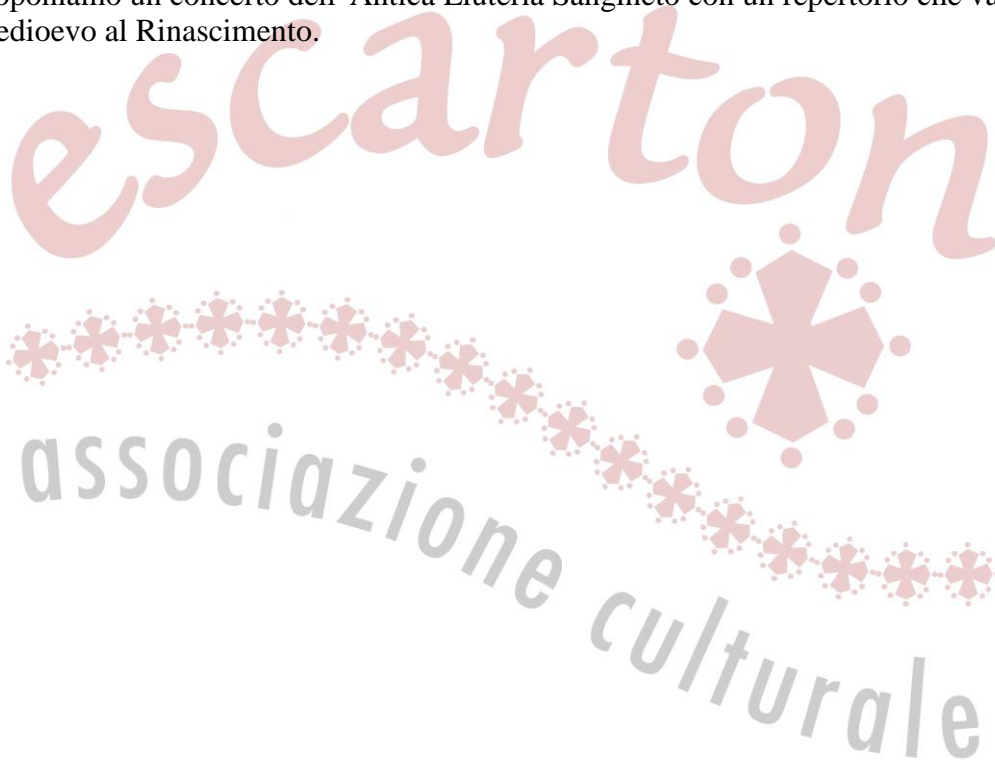 oponiamo un concerto dell' Antica Liuteria Sangineto con un repertorio che va
edioevo al Rinascimento.
escarton
associazione culturale